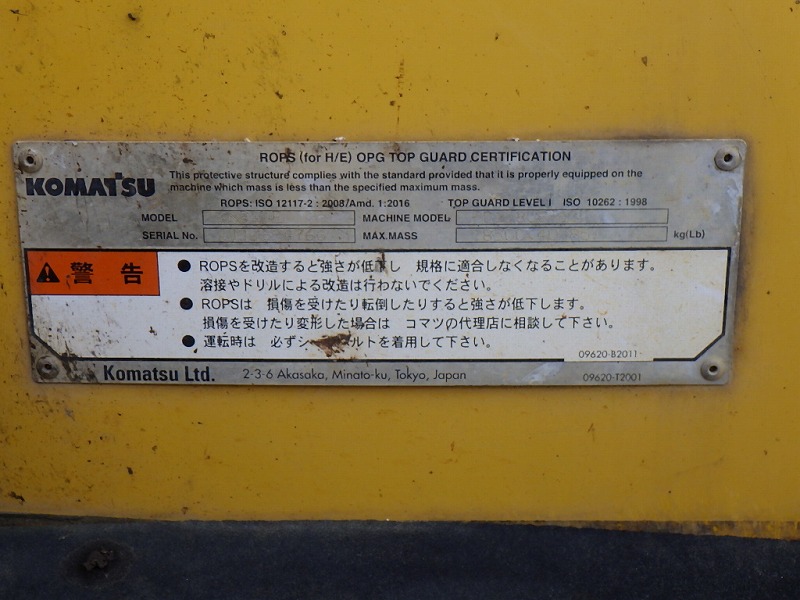 ROPS (for H/E) OPG TOP GUARD CERTIFICATION
KOMATSU
This protective structure complies with the standard provided that it is properly equipped on the
machine which mass is less than the specified maximum mass.
ROPS: ISO 12117-2 : 2008/Amd. 1:2016 TOP GUARD LEVEL I ISO 10262 : 1998
MODEL MACHINE MODEL
SERIAL No. MAX.MASS kg(Lb)
警告
● ROPSを改造すると強さが低下し 規格に適合しなくなることがあります。
溶接やドリルによる改造は行わないでください。
● ROPSは 損傷を受けたり転倒したりすると強さが低下します。
損傷を受けたり変形した場合は コマツの代理店に相談して下さい。
● 運転時は 必ずシ ルトを着用して下さい。
09620-B2011
Komatsu Ltd. 2-3-6 Akasaka, Minato-ku, Tokyo, Japan 09620-T2001